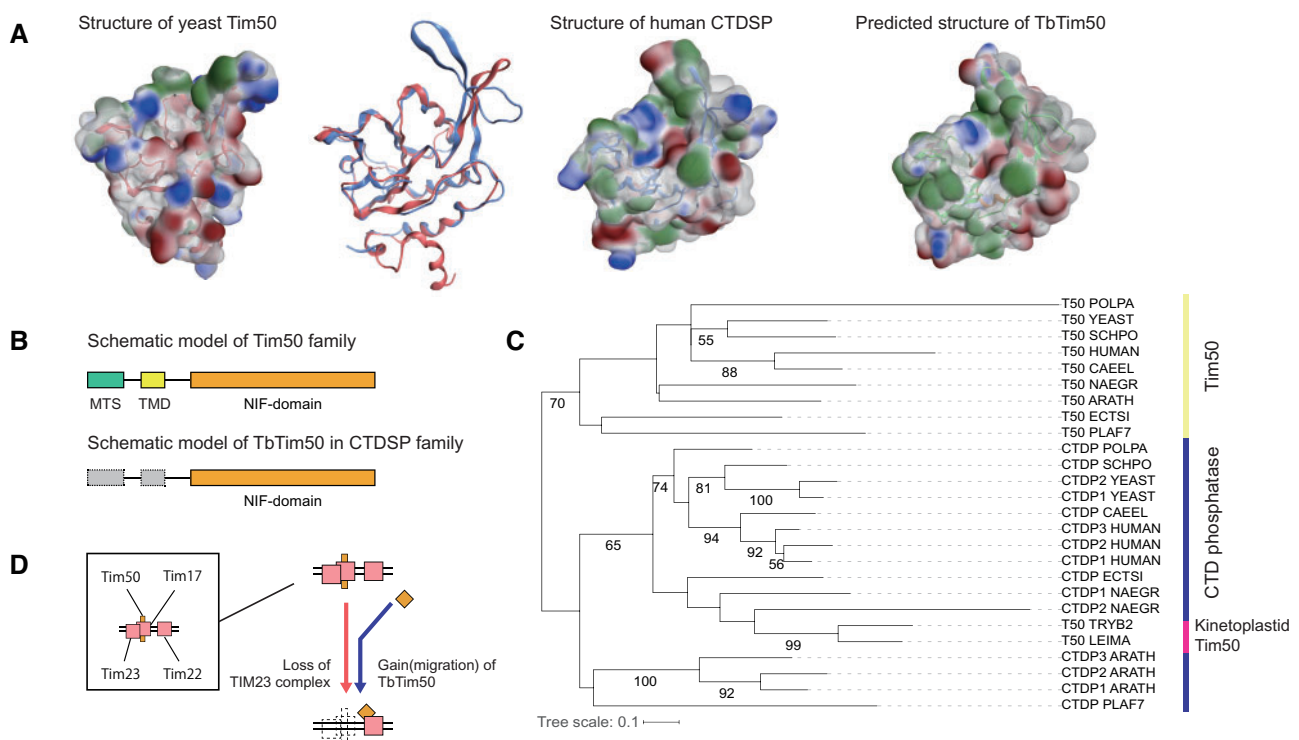 A
Structure of yeast Tim50
Structure of human CTDSP
Predicted structure of TbTim50
B
Schematic model of Tim50 family
MTS
TMD
NIF-domain
Schematic model of TbTim50 in CTDSP family
NIF-domain
C
T50 POLPA
T50 YEAST
T50 SCHPO
T50 HUMAN
T50 CAEEL
T50 NAEGR
T50 ARATH
T50 ECTSI
T50 PLAF7
CTDP POLPA
CTDP SCHPO
CTDP2 YEAST
CTDP1 YEAST
CTDP CAEEL
CTDP3 HUMAN
CTDP2 HUMAN
CTDP1 HUMAN
CTDP ECTSI
CTDP1 NAEGR
CTDP2 NAEGR
T50 TRYB2
T50 LEIMA
CTDP3 ARATH
CTDP2 ARATH
CTDP1 ARATH
CTDP PLAF7
55
88
70
74
81
100
94
92
56
65
99
100
92
Tim50
CTD phosphatase
Kinetoplastid
Tim50
Tree scale: 0.1
D
Tim50
Tim17
Tim23
Tim22
Loss of
TIM23 complex
Gain(migration) of
TbTim50